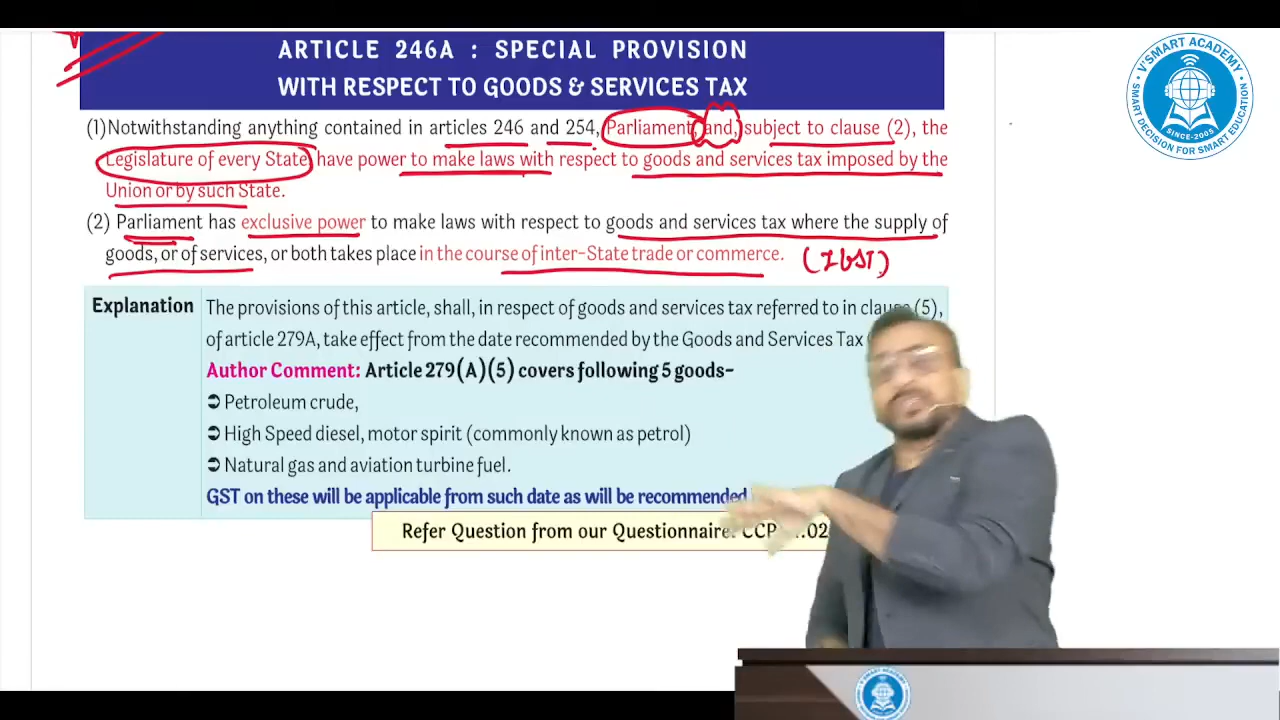 ARTICLE 246A : SPECIAL PROVISION
WITH RESPECT TO GOODS & SERVICES TAX
(1)Notwithstanding anything contained in articles 246 and 254, Parliament, and, subject to clause (2), the
Legislature of every State, have power to make laws with respect to goods and services tax imposed by the
Union or by such State.
(2) Parliament has exclusive power to make laws with respect to goods and services tax where the supply of
goods, or of services, or both takes place in the course of inter-State trade or commerce. (IGST)
Explanation
The provisions of this article, shall, in respect of goods and services tax referred to in clause (5),
of article 279A, take effect from the date recommended by the Goods and Services Tax
Author Comment: Article 279(A)(5) covers following 5 goods-
➲ Petroleum crude,
➲ High Speed diesel, motor spirit (commonly known as petrol)
➲ Natural gas and aviation turbine fuel.
GST on these will be applicable from such date as will be recommended
Refer Question from our Questionnaire:
V'SMART ACADEMY
SINCE-2005
SMART DECISION FOR SMART EDUCATION